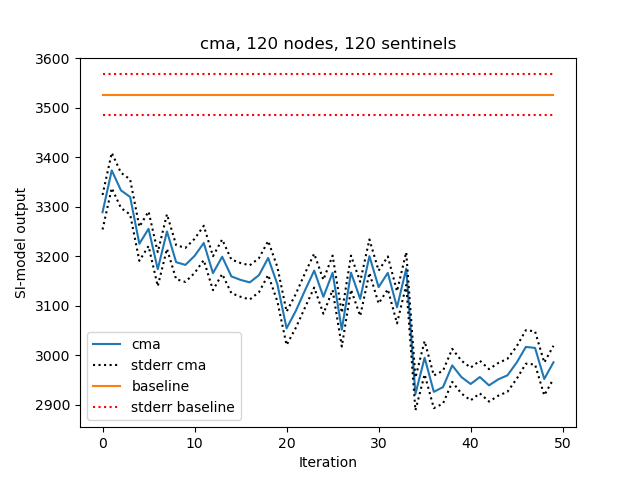 cma, 120 nodes, 120 sentinels
3600
3500
3400
3300
3200
3100
3000
2900
SI-model output
cma
stderr cma
baseline
stderr baseline
0 10 20 30 40 50
Iteration